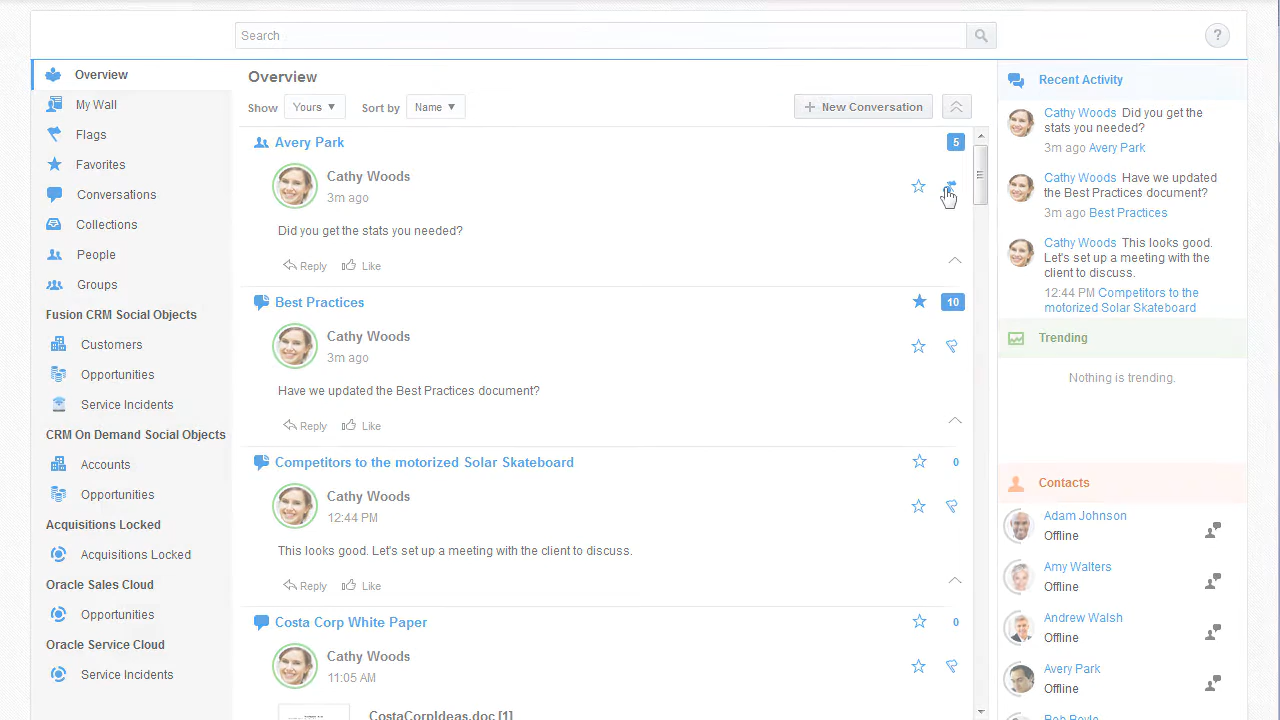 Search
?
Overview
My Wall
Flags
Favorites
Conversations
Collections
People
Groups
Fusion CRM Social Objects
Customers
Opportunities
Service Incidents
CRM On Demand Social Objects
Accounts
Opportunities
Acquisitions Locked
Acquisitions Locked
Oracle Sales Cloud
Opportunities
Oracle Service Cloud
Service Incidents
Overview
Show Yours Sort by Name
New Conversation
Avery Park 5
Cathy Woods
3m ago
Did you get the stats you needed?
Reply Like
Best Practices 10
Cathy Woods
3m ago
Have we updated the Best Practices document?
Reply Like
Competitors to the motorized Solar Skateboard 0
Cathy Woods
12:44 PM
This looks good. Let's set up a meeting with the client to discuss.
Reply Like
Costa Corp White Paper 0
Cathy Woods
11:05 AM
CostaCorpIdeas.doc [1]
Recent Activity
Cathy Woods Did you get the
stats you needed?
3m ago Avery Park
Cathy Woods Have we updated
the Best Practices document?
3m ago Best Practices
Cathy Woods This looks good.
Let's set up a meeting with the
client to discuss.
12:44 PM Competitors to the
motorized Solar Skateboard
Trending
Nothing is trending.
Contacts
Adam Johnson
Offline
Amy Walters
Offline
Andrew Walsh
Offline
Avery Park
Offline